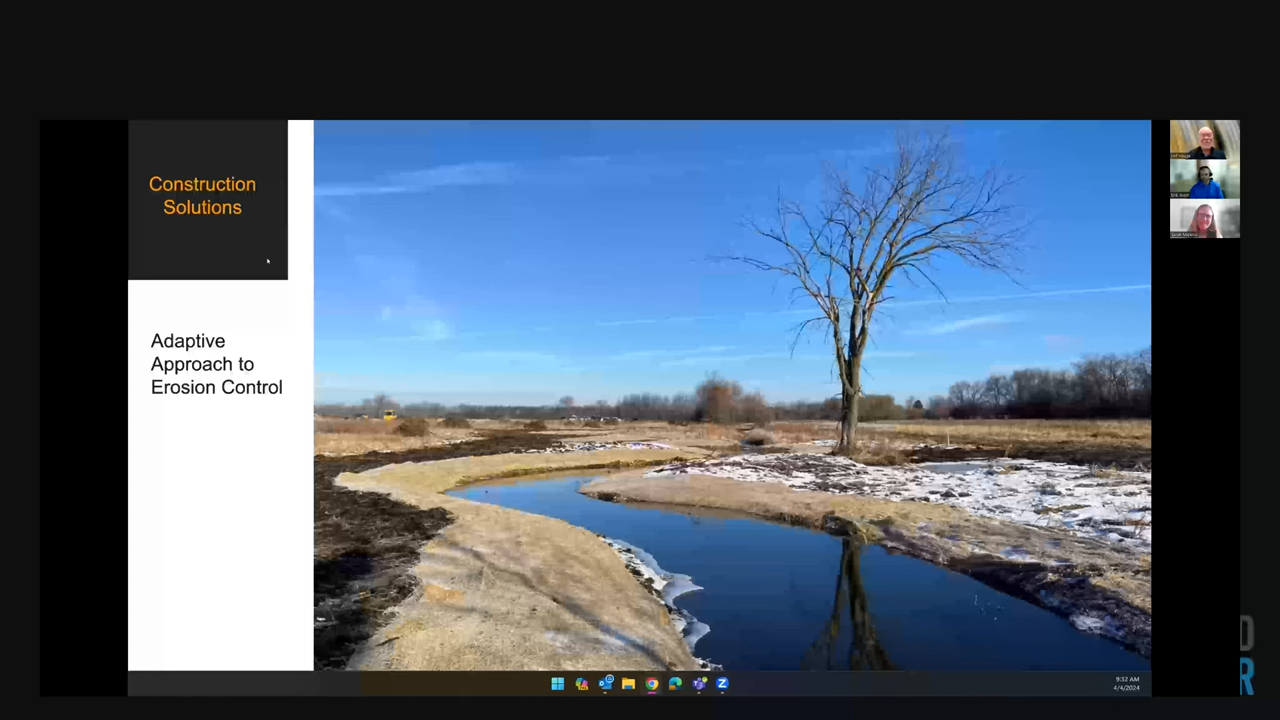 Construction
Solutions
Adaptive
Approach to
Erosion Control
9:52 AM
4/4/2024
D
R